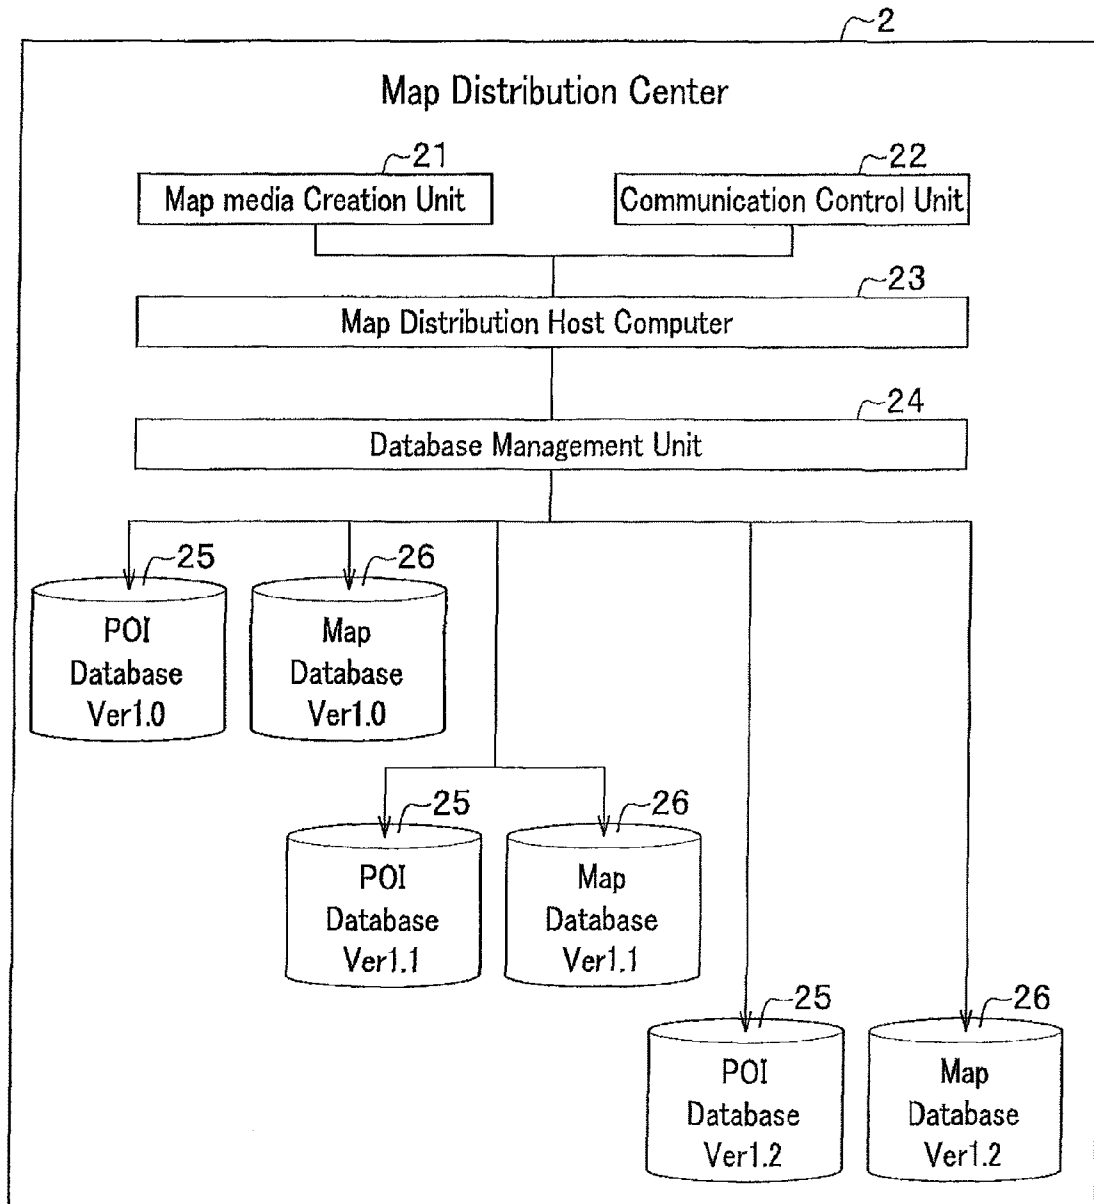 2
Map Distribution Center
21
22
Map media Creation Unit
Communication Control Unit
23
Map Distribution Host Computer
24
Database Management Unit
25
26
POI
Database
Ver1.0
Map
Database
Ver1.0
25
26
POI
Database
Ver1.1
Map
Database
Ver1.1
25
26
POI
Database
Ver1.2
Map
Database
Ver1.2